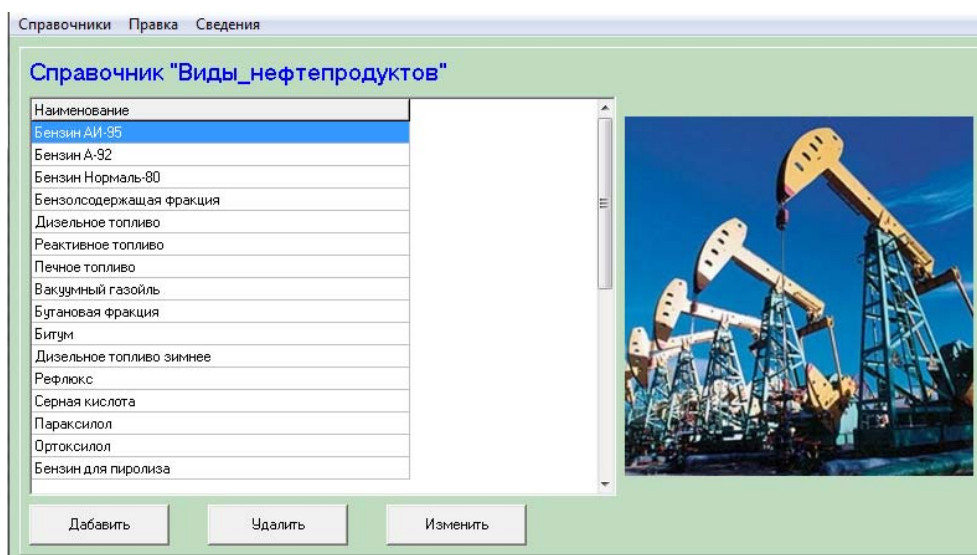 Справочники Правка Сведения
Справочник "Виды_нефтепродуктов"
Наименование
Бензин АИ-95
Бензин А-92
Бензин Нормаль-80
Бензолсодержащая фракция
Дизельное топливо
Реактивное топливо
Печное топливо
Вакуумный газойль
Бутановая фракция
Битум
Дизельное топливо зимнее
Рефлюкс
Серная кислота
Параксилол
Ортоксилол
Бензин для пиролиза
Дабавить Удалить Изменить